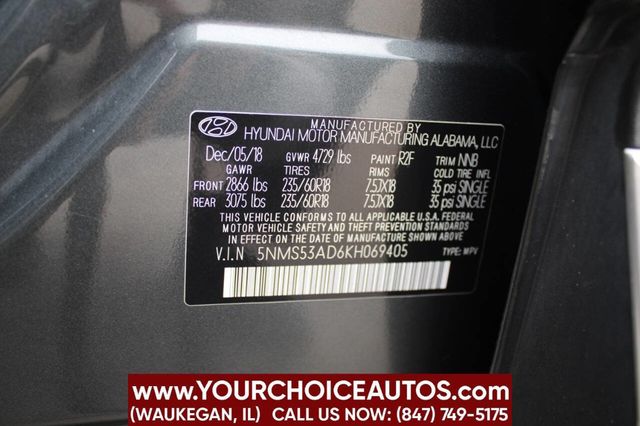 MANUFACTURED BY
HYUNDAI MOTOR MANUFACTURING ALABAMA, LLC
Dec/05/18 GVWR 4729 lbs PAINT R2F TRIM NNB
GAWR TIRES RIMS COLD TIRE INFL
FRONT 2866 lbs 235/60R18 7.5JX18 35 psi SINGLE
REAR 3075 lbs 235/60R18 7.5JX18 35 psi SINGLE
THIS VEHICLE CONFORMS TO ALL APPLICABLE U.S.A. FEDERAL
MOTOR VEHICLE SAFETY AND THEFT PREVENTION STANDARDS
IN EFFECT ON THE DATE OF MANUFACTURE SHOWN ABOVE.
V.I.N 5NMS53AD6KH069405 TYPE: MPV
WWW.YOURCHOICEAUTOS.COM
(WAUKEGAN, IL) CALL US TODAY! (847) 749-5175